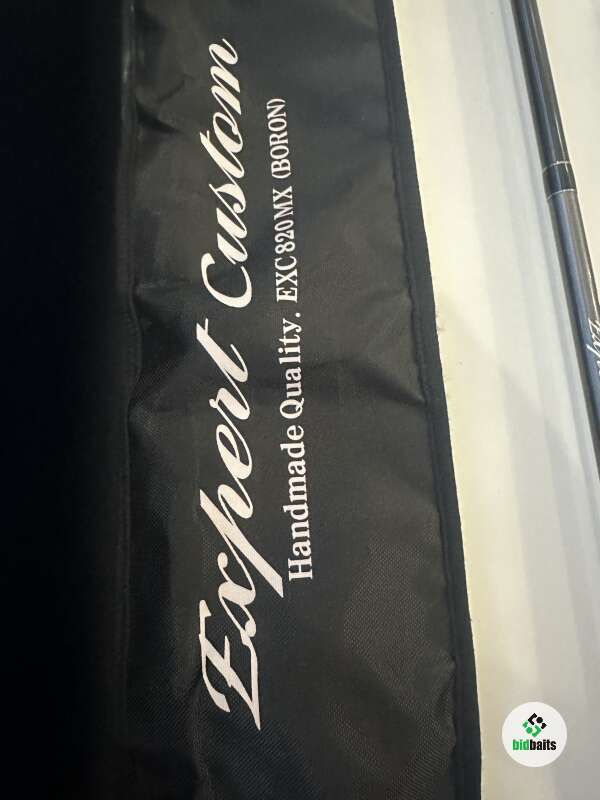 Expert Custom
Handmade Quality. EXC820MX (BORON)
bidbaits